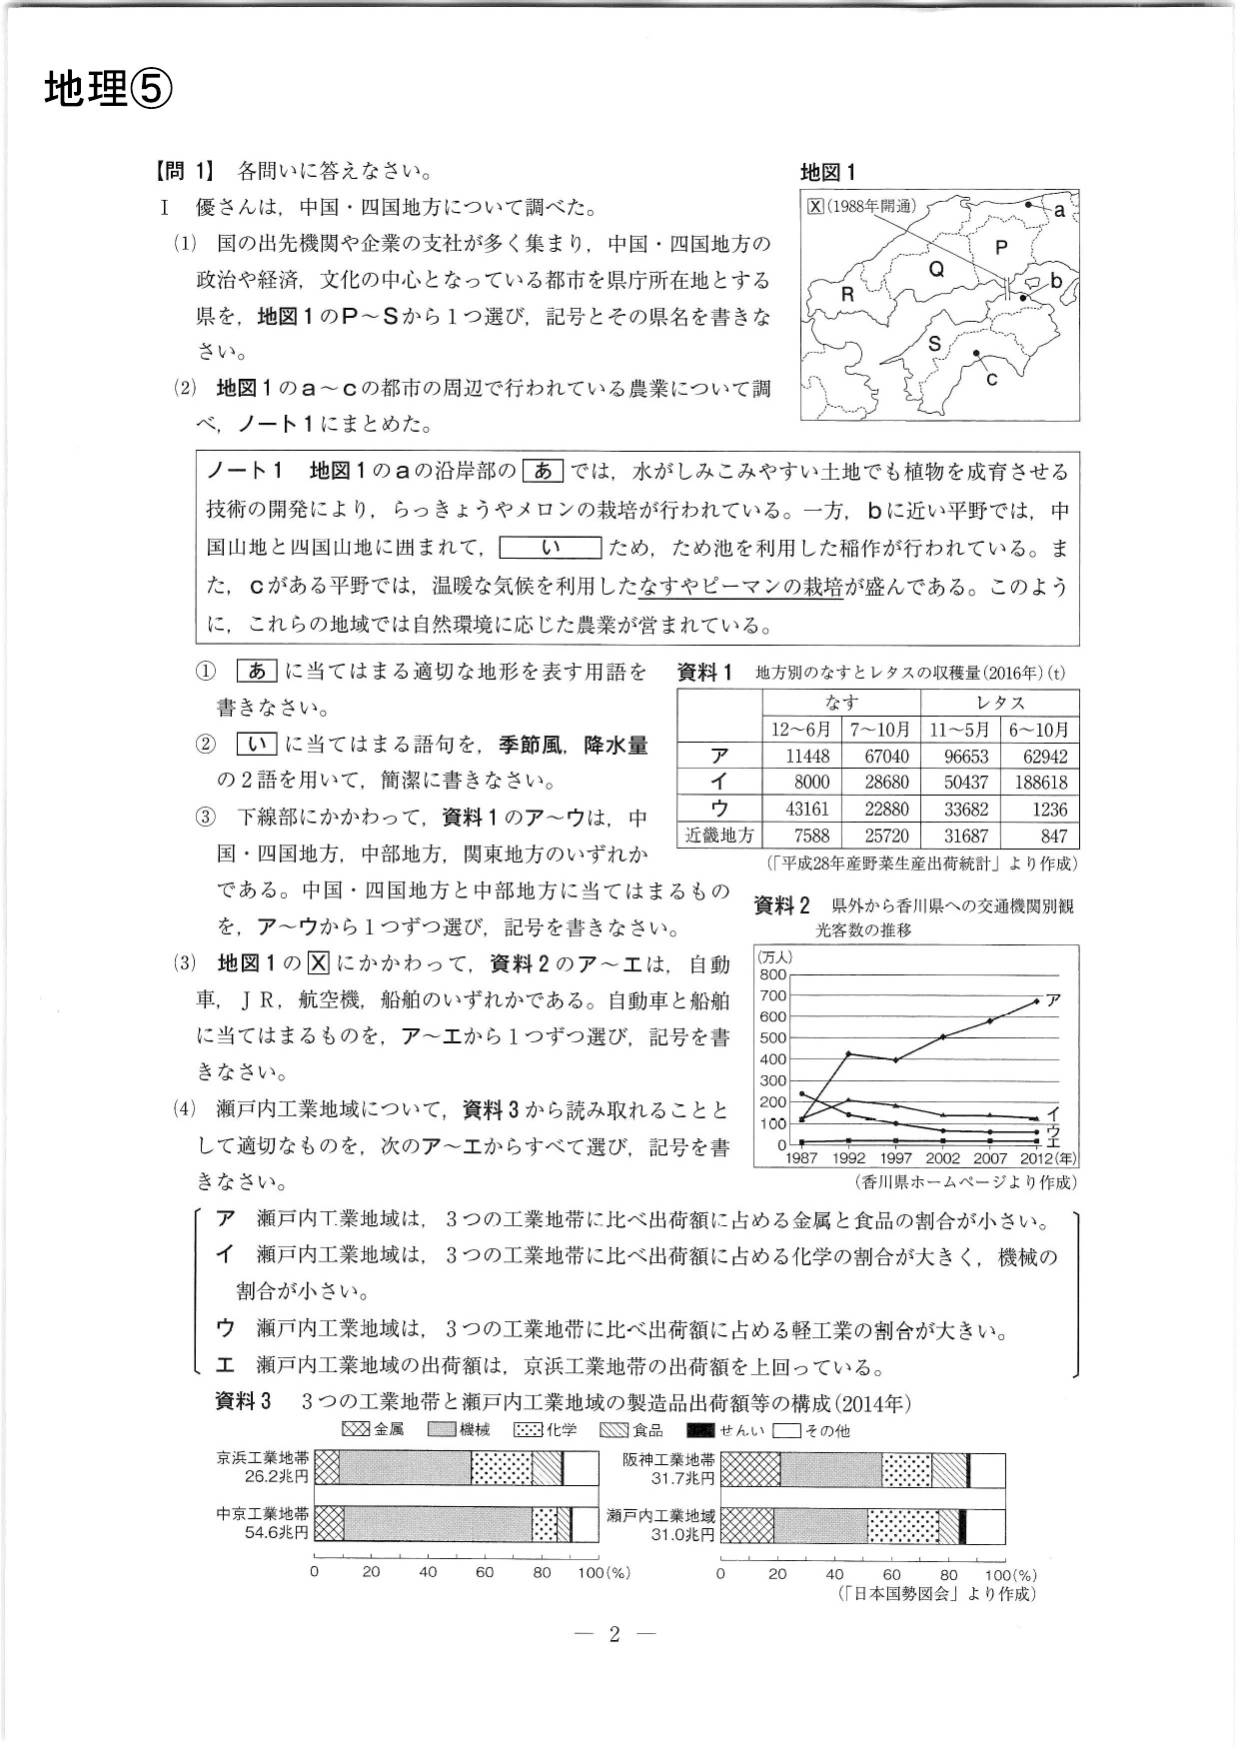 地理⑤
【問 1】 各問いに答えなさい。
Ⅰ 優さんは，中国・四国地方について調べた。
(1) 国の出先機関や企業の支社が多く集まり，中国・四国地方の
政治や経済，文化の中心となっている都市を県庁所在地とする
県を，地図1のP～Sから1つ選び，記号とその県名を書きな
さい。
(2) 地図1のa～cの都市の周辺で行われている農業について調
べ，ノート1にまとめた。
地図1
X(1988年開通)
a
P
Q
b
R
S
c
ノート1 地図1のaの沿岸部の あ では，水がしみこみやすい土地でも植物を成育させる
技術の開発により，らっきょうやメロンの栽培が行われている。一方，bに近い平野では，中
国山地と四国山地に囲まれて， い ため，ため池を利用した稲作が行われている。ま
た，cがある平野では，温暖な気候を利用したなすやピーマンの栽培が盛んである。このよう
に，これらの地域では自然環境に応じた農業が営まれている。
① あ に当てはまる適切な地形を表す用語を
書きなさい。
② い に当てはまる語句を，季節風，降水量
の2語を用いて，簡潔に書きなさい。
③ 下線部にかかわって，資料1のア～ウは，中
国・四国地方，中部地方，関東地方のいずれか
である。中国・四国地方と中部地方に当てはまるもの
を，ア～ウから1つずつ選び，記号を書きなさい。
資料1 地方別のなすとレタスの収穫量(2016年)(t)
なす レタス
12～6月 7～10月 11～5月 6～10月
ア 11448 67040 96653 62942
イ 8000 28680 50437 188618
ウ 43161 22880 33682 1236
近畿地方 7588 25720 31687 847
(「平成28年産野菜生産出荷統計」より作成)
(3) 地図1の X にかかわって，資料2のア～エは，自動
車，ＪＲ，航空機，船舶のいずれかである。自動車と船舶
に当てはまるものを，ア～エから1つずつ選び，記号を書
きなさい。
(4) 瀬戸内工業地域について，資料3から読み取れることと
して適切なものを，次のア～エからすべて選び，記号を書
きなさい。
資料2 県外から香川県への交通機関別観
光客数の推移
(万人)
800
700
600
500
400
300
200
100
0
ア
イ
ウ
エ
1987 1992 1997 2002 2007 2012(年)
(香川県ホームページより作成)
ア 瀬戸内工業地域は，3つの工業地帯に比べ出荷額に占める金属と食品の割合が小さい。
イ 瀬戸内工業地域は，3つの工業地帯に比べ出荷額に占める化学の割合が大きく，機械の
割合が小さい。
ウ 瀬戸内工業地域は，3つの工業地帯に比べ出荷額に占める軽工業の割合が大きい。
エ 瀬戸内工業地域の出荷額は，京浜工業地帯の出荷額を上回っている。
資料3 3つの工業地帯と瀬戸内工業地域の製造品出荷額等の構成(2014年)
金属 機械 化学 食品 せんい その他
京浜工業地帯
26.2兆円
中京工業地帯
54.6兆円
0 20 40 60 80 100(%)
阪神工業地帯
31.7兆円
瀬戸内工業地域
31.0兆円
0 20 40 60 80 100(%)
(「日本国勢図会」より作成)
— 2 —